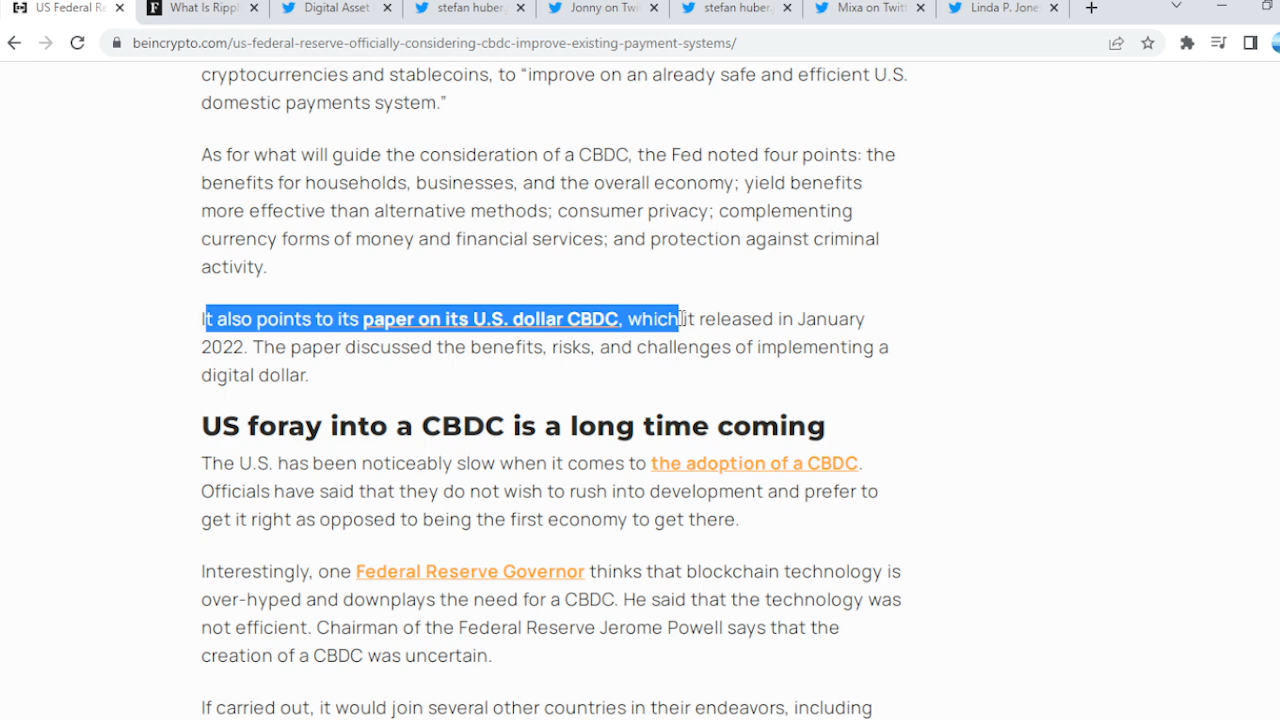 US Federal Re
What Is Rippl
Digital Asset
stefan huber
Jonny on Twi
stefan huber
Mixa on Twitt
Linda P. Jone
beincrypto.com/us-federal-reserve-officially-considering-cbdc-improve-existing-payment-systems/
cryptocurrencies and stablecoins, to “improve on an already safe and efficient U.S.
domestic payments system.”
As for what will guide the consideration of a CBDC, the Fed noted four points: the
benefits for households, businesses, and the overall economy; yield benefits
more effective than alternative methods; consumer privacy; complementing
currency forms of money and financial services; and protection against criminal
activity.
It also points to its paper on its U.S. dollar CBDC, which it released in January
2022. The paper discussed the benefits, risks, and challenges of implementing a
digital dollar.
US foray into a CBDC is a long time coming
The U.S. has been noticeably slow when it comes to the adoption of a CBDC.
Officials have said that they do not wish to rush into development and prefer to
get it right as opposed to being the first economy to get there.
Interestingly, one Federal Reserve Governor thinks that blockchain technology is
over-hyped and downplays the need for a CBDC. He said that the technology was
not efficient. Chairman of the Federal Reserve Jerome Powell says that the
creation of a CBDC was uncertain.
If carried out, it would join several other countries in their endeavors, including